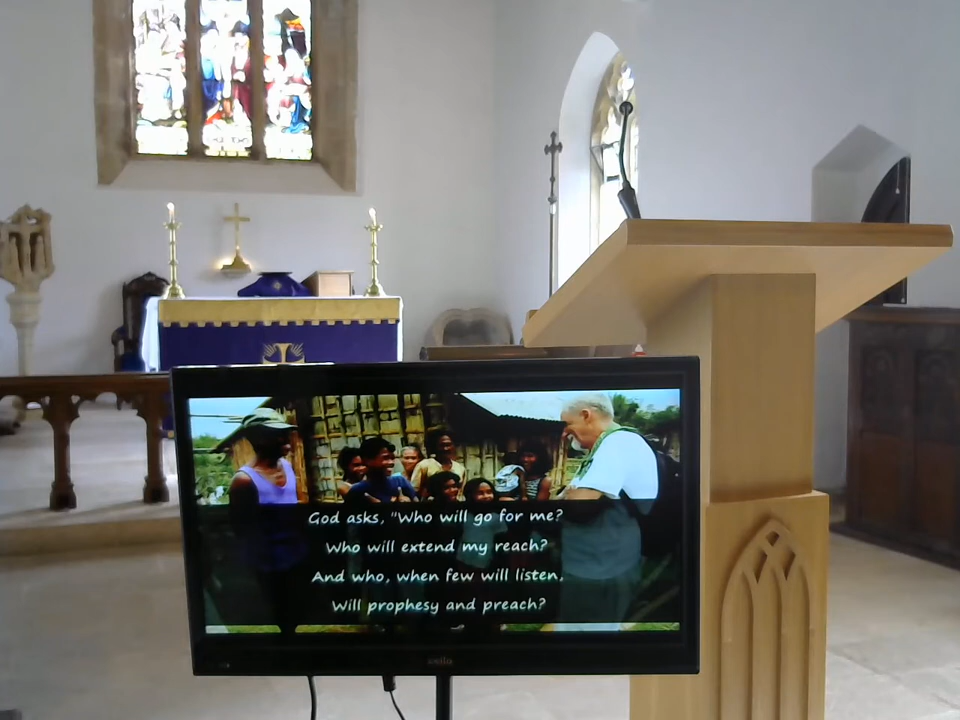 God asks, "Who will go for me?
Who will extend my reach?
And who, when few will listen,
Will prophesy and preach?